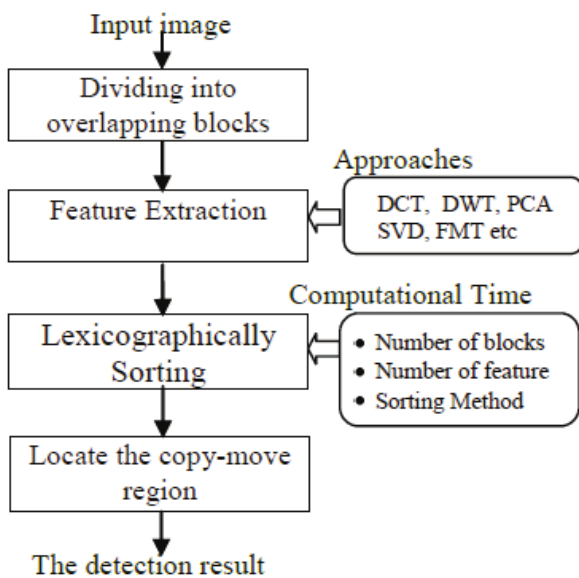 Input image
Dividing into
overlapping blocks
Approaches
Feature Extraction
DCT, DWT, PCA
SVD, FMT etc
Computational Time
Lexicographically
Sorting
• Number of blocks
• Number of feature
• Sorting Method
Locate the copy-move
region
The detection result